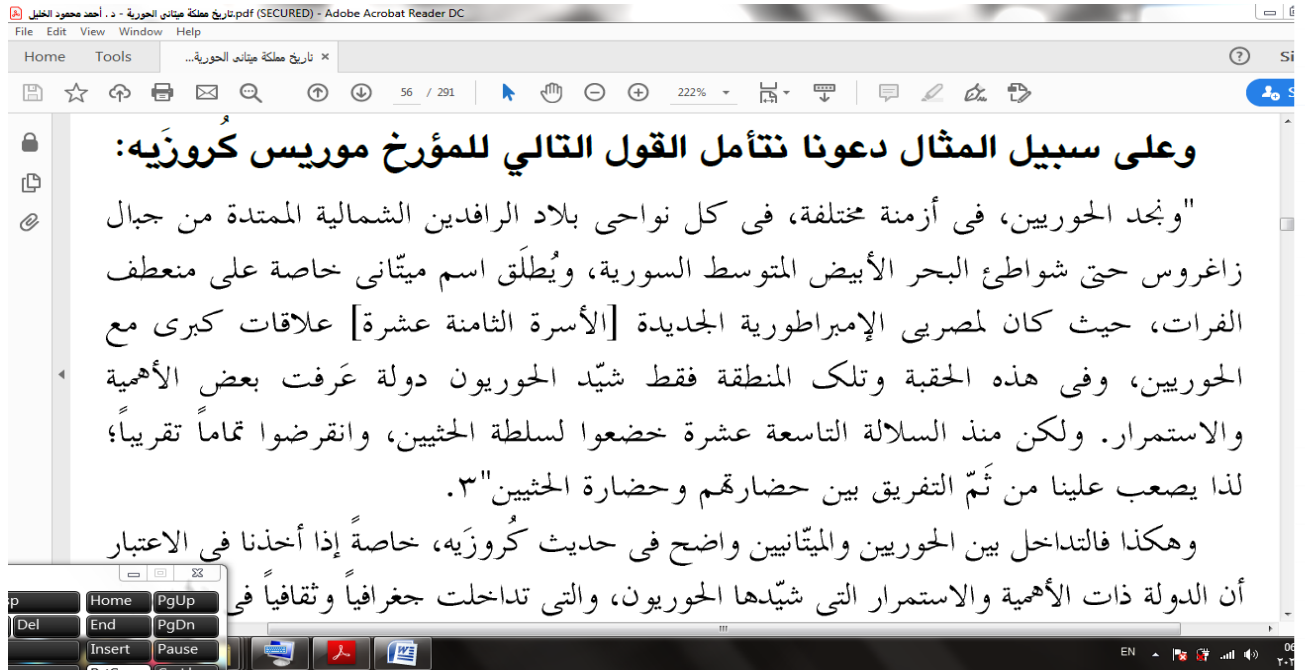 تاريخ مملكة ميتاني الحورية - د . أحمد محمود الخليل.pdf (SECURED) - Adobe Acrobat Reader DC
File Edit View Window Help
Home Tools تاريخ مملكة ميتاني الحورية... × ? Si
56 / 291 222%
وعلى سبيل المثال دعونا نتأمل القول التالي للمؤرخ موريس كُروزَيه:
"ونجد الحوريين، فى أزمنة مختلفة، فى كل نواحى بلاد الرافدين الشمالية الممتدة من جبال
زاغروس حتى شواطئ البحر الأبيض المتوسط السورية، ويُطلَق اسم ميتّانى خاصة على منعطف
الفرات، حيث كان لمصريى الإمبراطورية الجديدة [الأسرة الثامنة عشرة] علاقات كبرى مع
الحوريين، وفى هذه الحقبة وتلك المنطقة فقط شيّد الحوريون دولة عَرفت بعض الأهمية
والاستمرار. ولكن منذ السلالة التاسعة عشرة خضعوا لسلطة الحثيين، وانقرضوا تماماً تقريباً؛
لذا يصعب علينا من ثَمّ التفريق بين حضارتهم وحضارة الحثيين"٣.
وهكذا فالتداخل بين الحوريين والميتّانيين واضح فى حديث كُروزَيه، خاصةً إذا أخذنا فى الاعتبار
أن الدولة ذات الأهمية والاستمرار التى شيّدها الحوريون، والتى تداخلت جغرافياً وثقافياً فى
Home PgUp
Del End PgDn
Insert Pause
EN